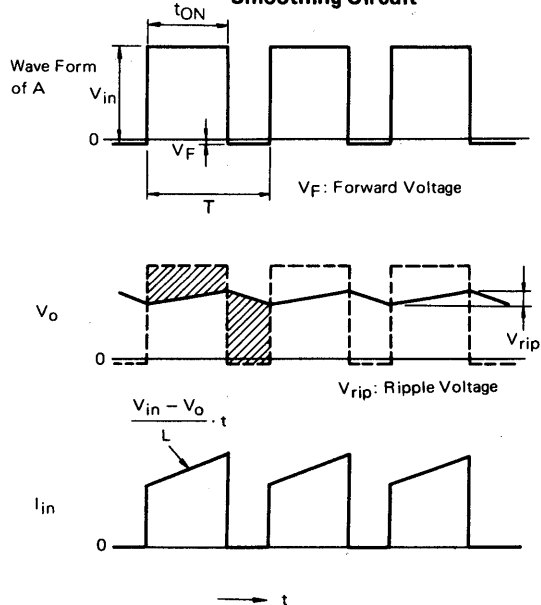 Smoothing Circuit
tON
Wave Form
of A
Vin
0
VF
VF: Forward Voltage
T
Vo
0
Vrip
Vrip: Ripple Voltage
Vin − Vo
L
· t
Iin
0
t